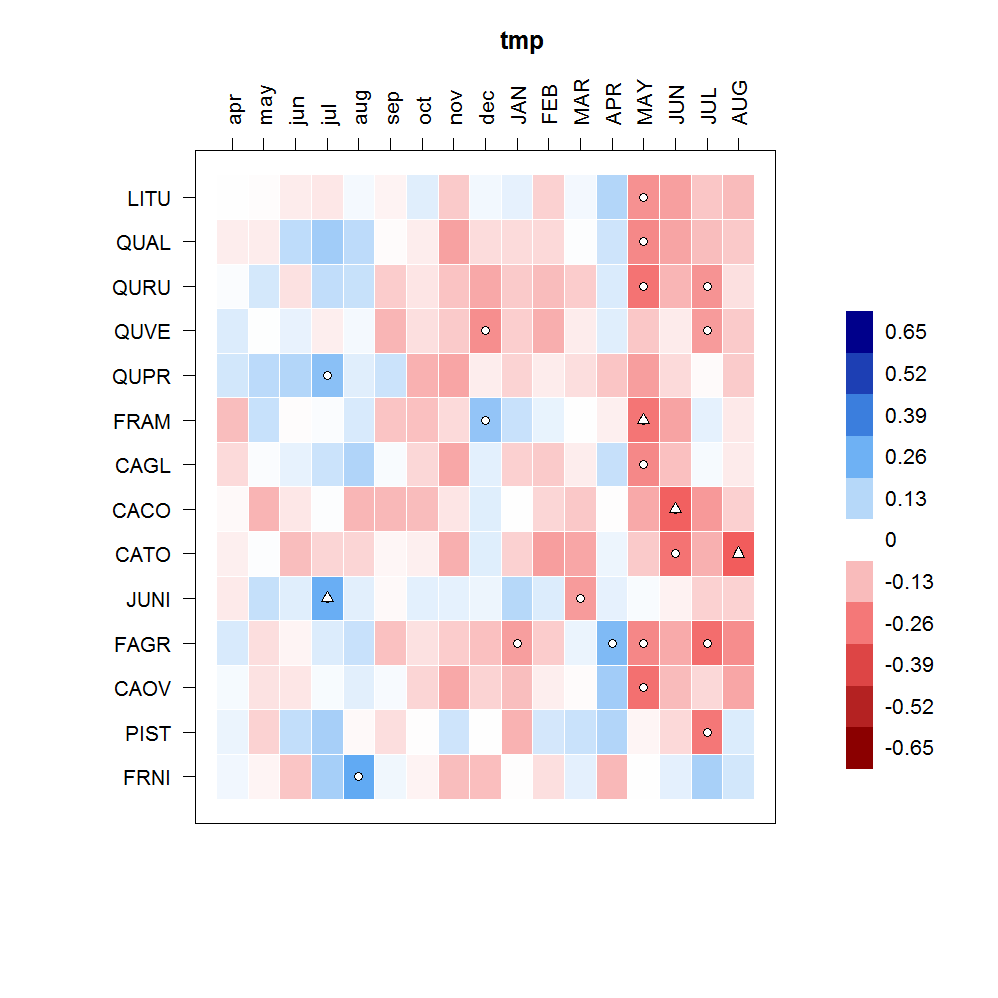 tmp
apr may jun jul aug sep oct nov dec JAN FEB MAR APR MAY JUN JUL AUG
LITU
QUAL
QURU
QUVE
QUPR
FRAM
CAGL
CACO
CATO
JUNI
FAGR
CAOV
PIST
FRNI
0.65
0.52
0.39
0.26
0.13
0
-0.13
-0.26
-0.39
-0.52
-0.65